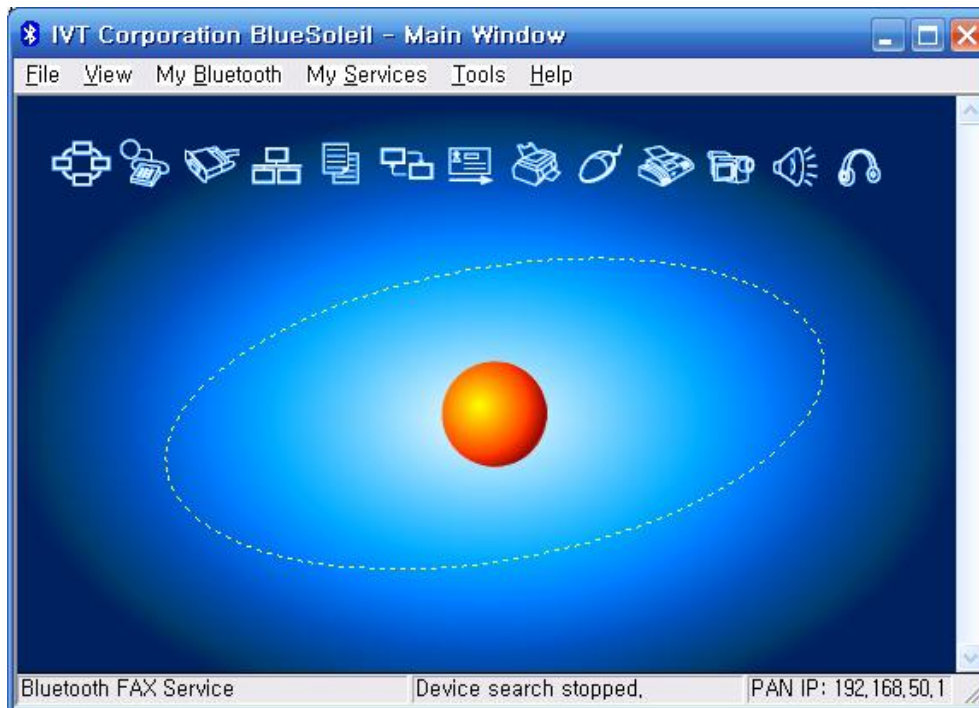 IVT Corporation BlueSoleil - Main Window
File View My Bluetooth My Services Tools Help
Bluetooth FAX Service Device search stopped. PAN IP: 192,168,50,1